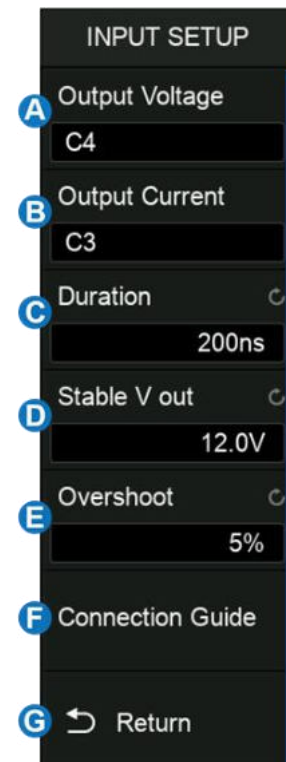 INPUT SETUP
A Output Voltage
C4
B Output Current
C3
C Duration
200ns
D Stable V out
12.0V
E Overshoot
5%
F Connection Guide
G Return